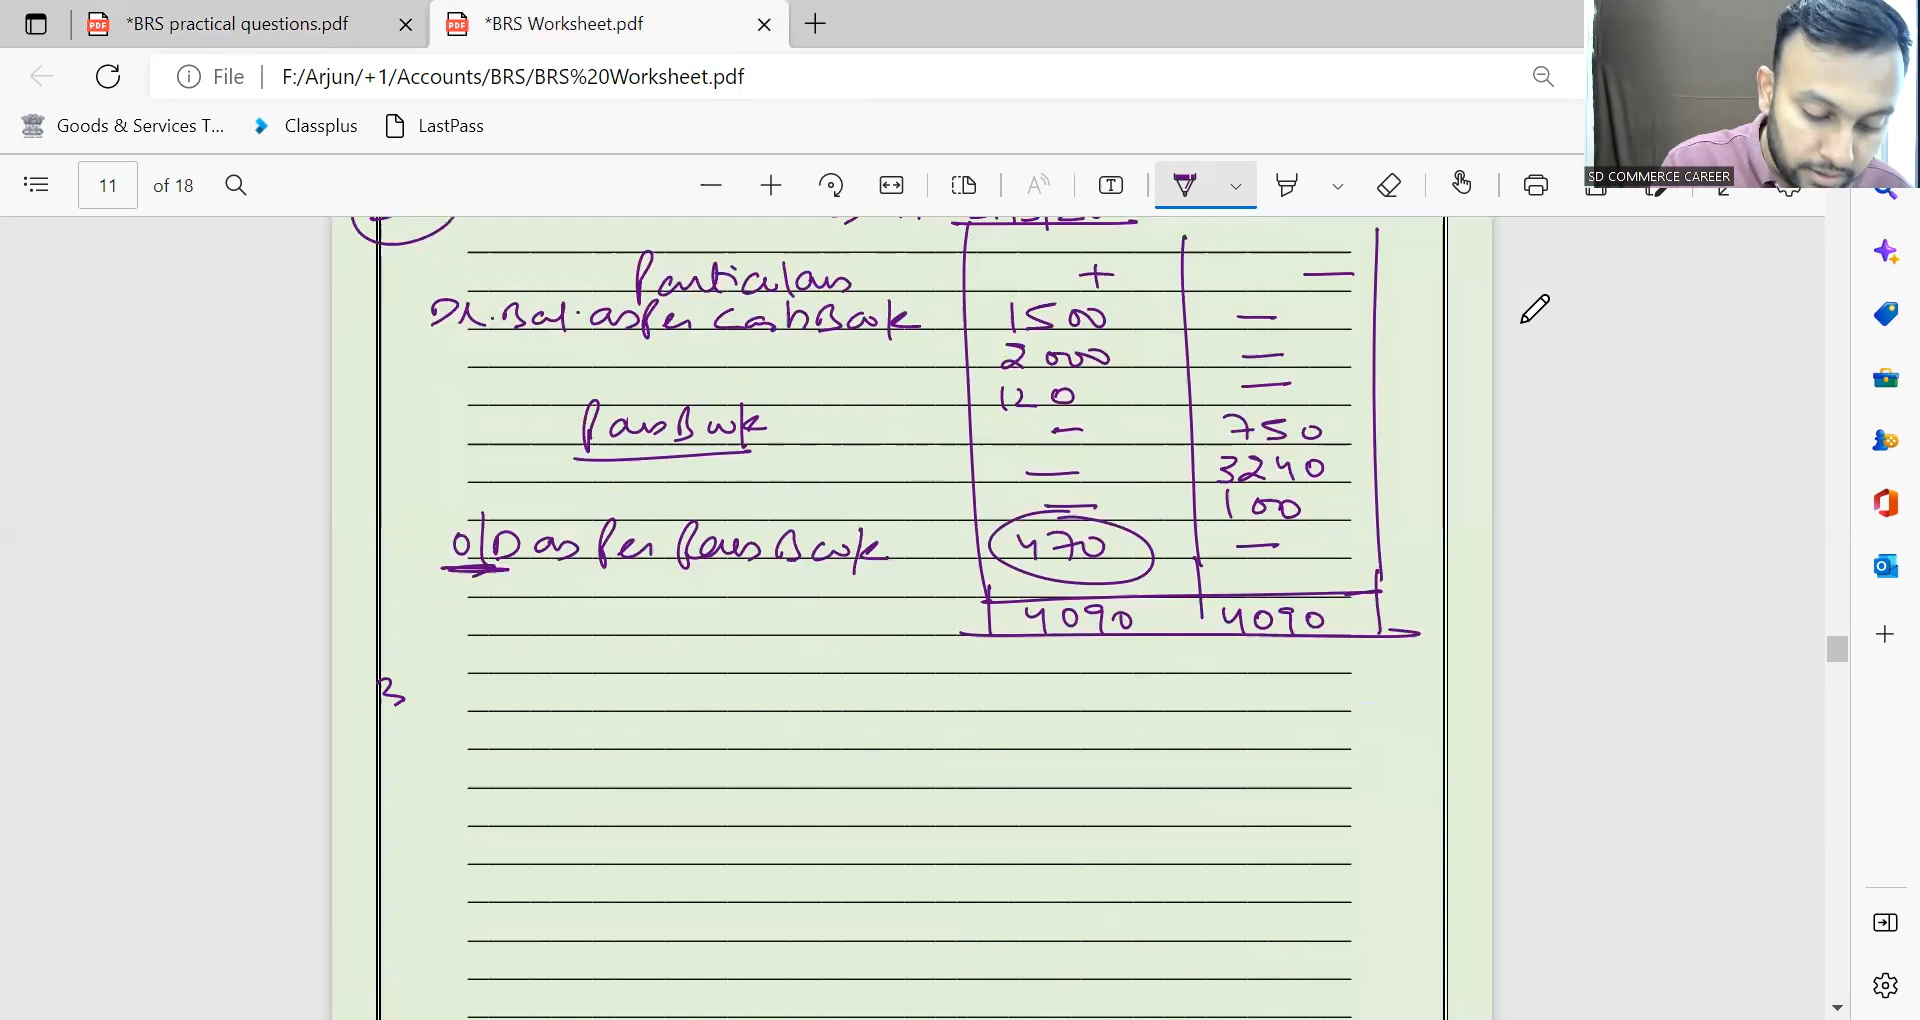 *BRS practical questions.pdf
*BRS Worksheet.pdf
File F:/Arjun/+1/Accounts/BRS/BRS%20Worksheet.pdf
Goods & Services T... Classplus LastPass
11 of 18
SD COMMERCE CAREER
Particulars + —
Dr. Bal. as per Cash Book 1500 —
2000 —
120 —
Pass Book - 750
— 3240
— 100
O/D as per Pass Book 470 —
4090 4090
3